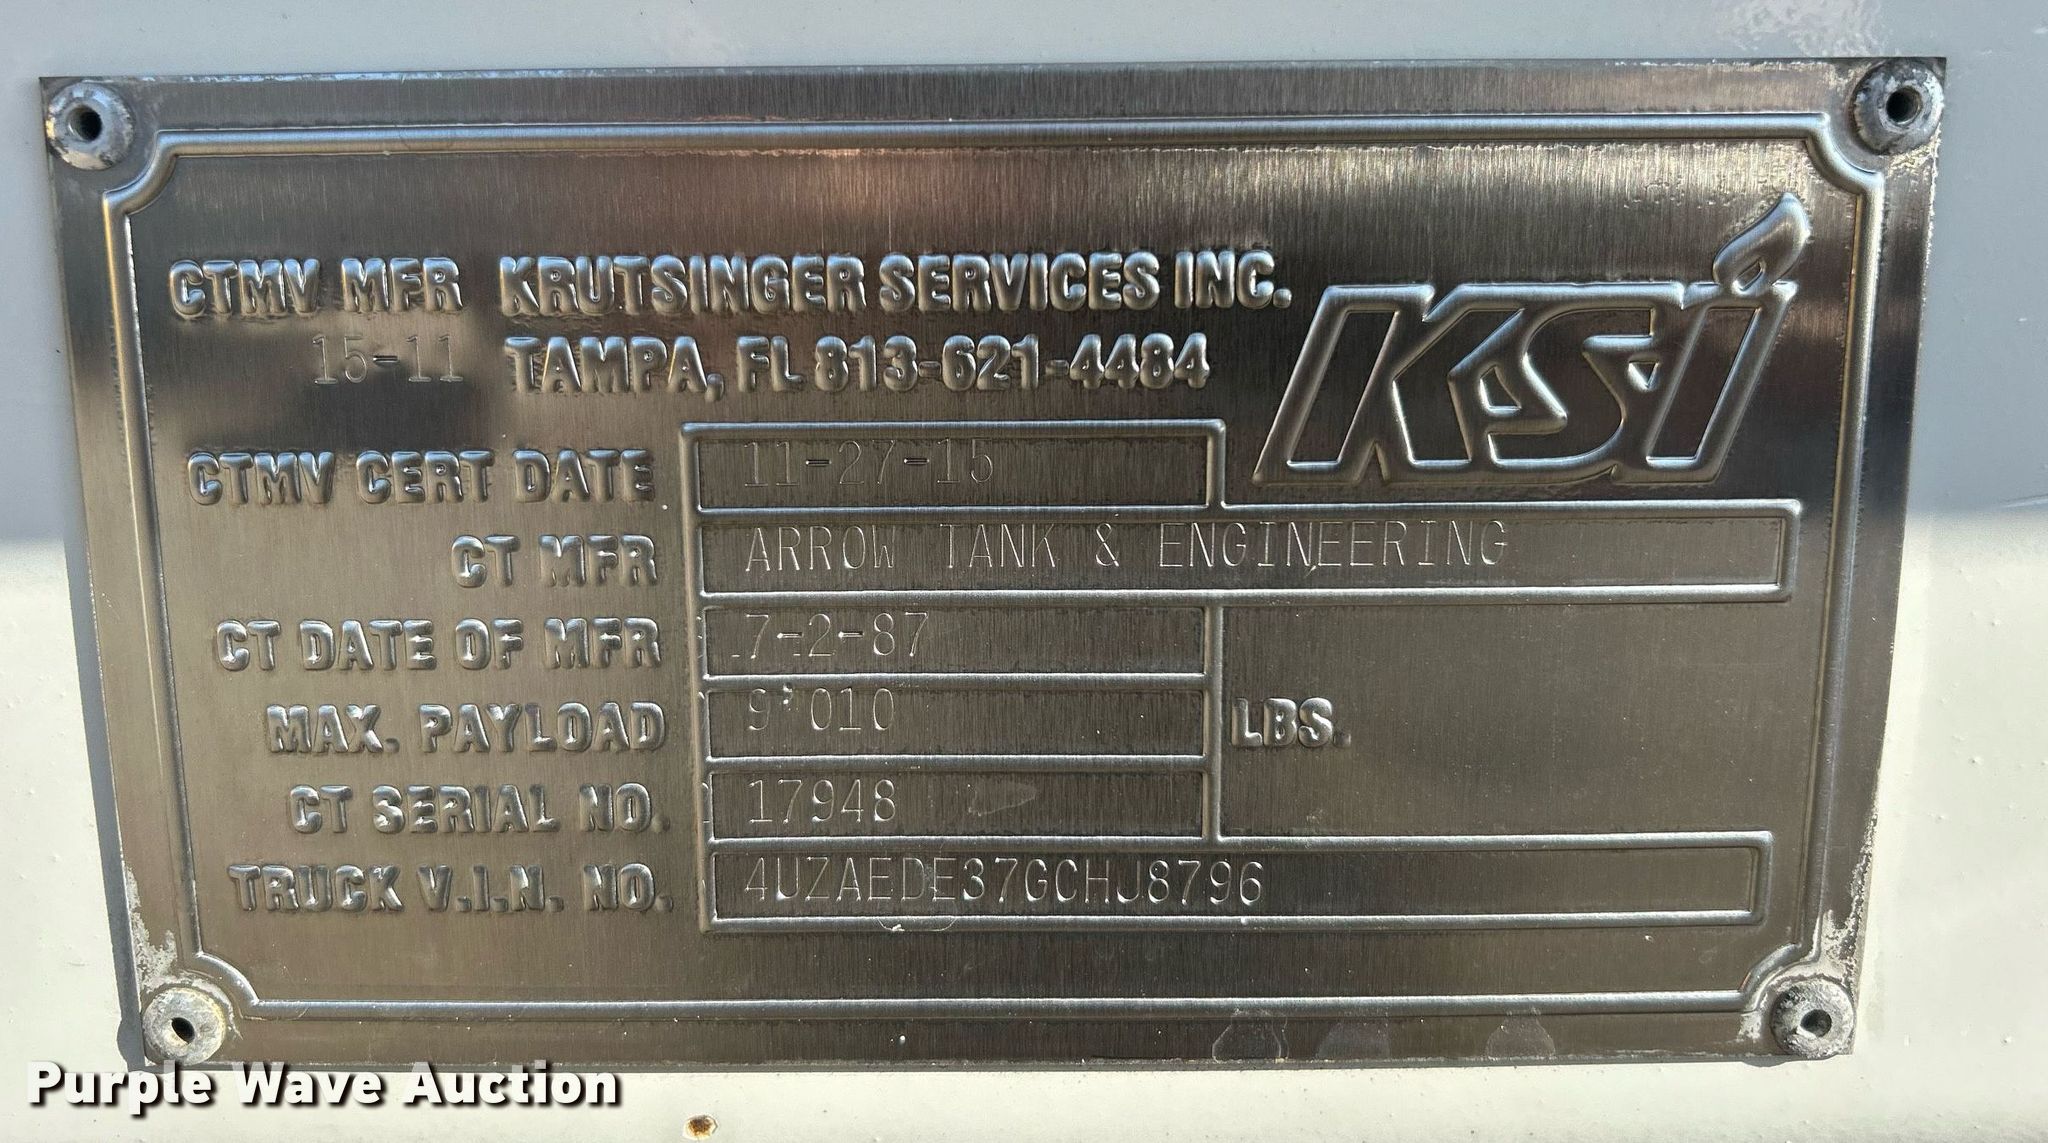 CTMV MFR KRUTSINGER SERVICES INC.
15-11 TAMPA, FL 813-621-4484
KSI
CTMV CERT DATE 11-27-15
CT MFR ARROW TANK & ENGINEERING
CT DATE OF MFR 7-2-87
MAX. PAYLOAD 9'010 LBS.
CT SERIAL NO. 17948
TRUCK V.I.N. NO. 4UZAEDE37GCHJ8796
Purple Wave Auction